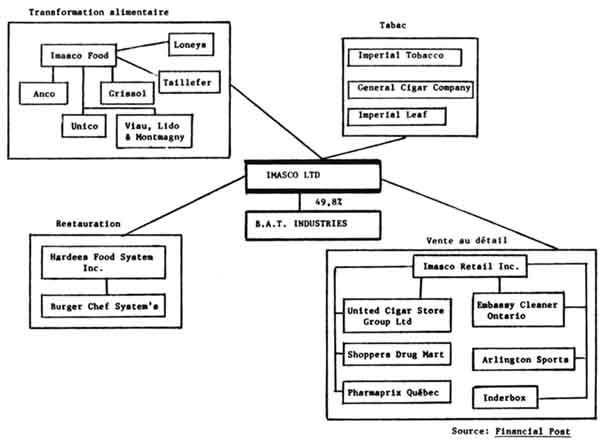 Transformation alimentaire
Imasco Food
Loneys
Taillefer
Anco
Grissol
Unico
Viau, Lido
& Montmagny
Tabac
Imperial Tobacco
General Cigar Company
Imperial Leaf
IMASCO LTD
49,8%
B.A.T. INDUSTRIES
Restauration
Hardees Food System
Inc.
Burger Chef System's
Vente au détail
Imasco Retail Inc.
United Cigar Store
Group Ltd
Embassy Cleaner
Ontario
Shoppers Drug Mart
Arlington Sports
Pharmaprix Québec
Inderbox
Source: Financial Post